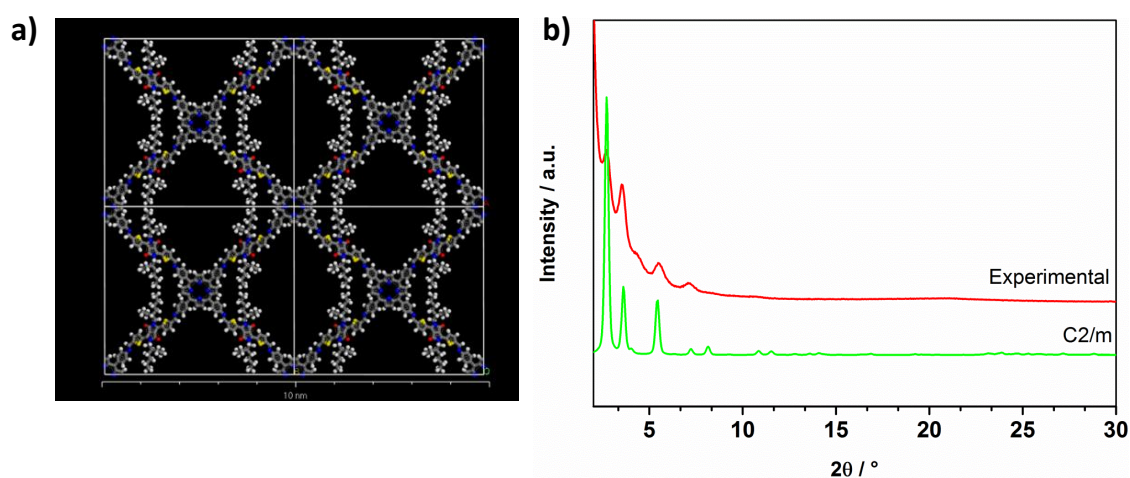 a)
10 nm
b)
Intensity / a.u.
Experimental
C2/m
5 10 15 20 25 30
2θ / °